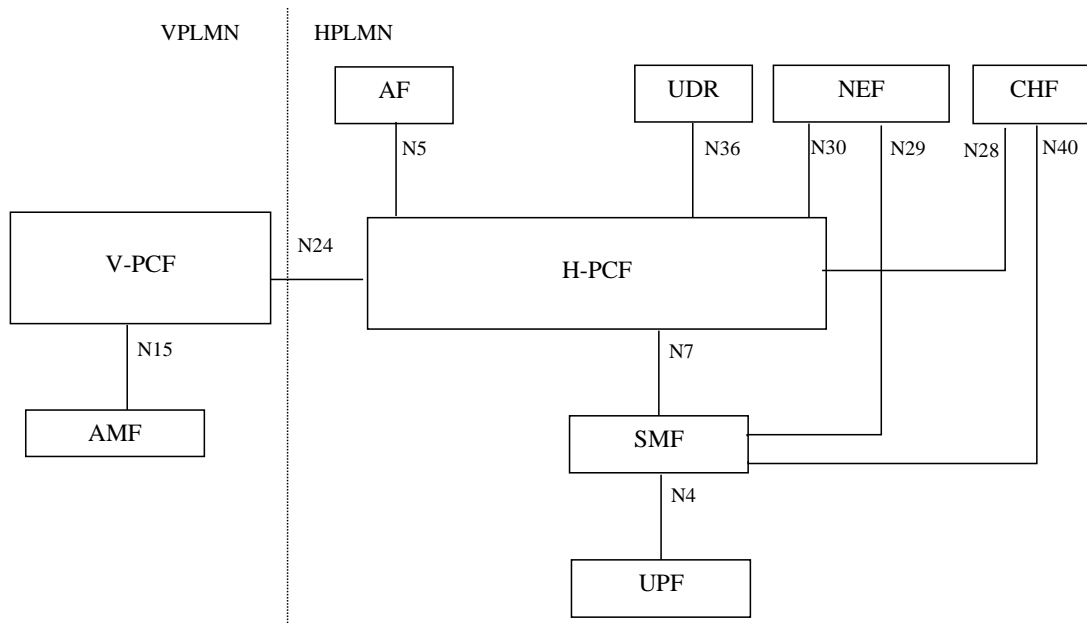 VPLMN
HPLMN
AF
UDR
NEF
CHF
N5
N36
N30
N29
N28
N40
V-PCF
N24
H-PCF
N15
N7
AMF
SMF
N4
UPF